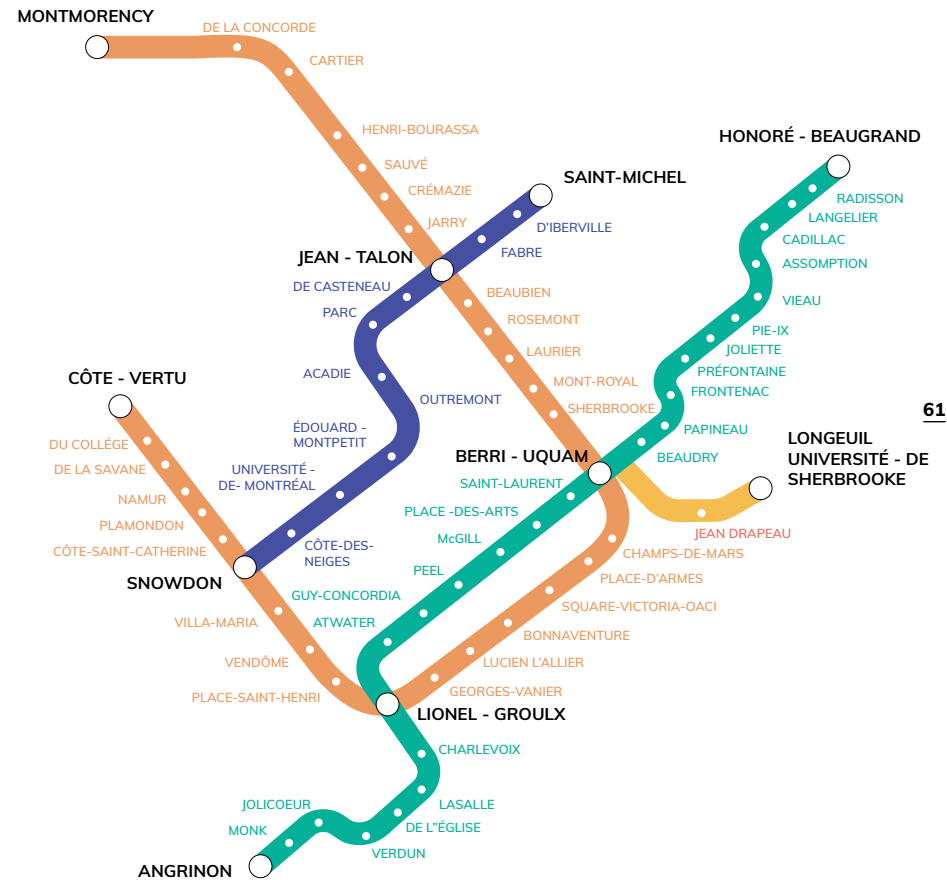 MONTMORENCY
DE LA CONCORDE
CARTIER
HENRI-BOURASSA
HONORÉ - BEAUGRAND
SAUVÉ
SAINT-MICHEL
CRÉMAZIE
RADISSON
LANGELIER
JARRY
D'IBERVILLE
CADILLAC
FABRE
JEAN - TALON
ASSOMPTION
DE CASTENEAU
BEAUBIEN
VIEAU
PARC
ROSEMONT
PIE-IX
LAURIER
JOLIETTE
ACADIE
PRÉFONTAINE
CÔTE - VERTU
MONT-ROYAL
FRONTENAC
OUTREMONT
SHERBROOKE
61
ÉDOUARD -
MONTPETIT
PAPINEAU
DU COLLÉGE
LONGEUIL
UNIVERSITÉ - DE
SHERBROOKE
BERRI - UQUAM
BEAUDRY
DE LA SAVANE
UNIVERSITÉ -
DE- MONTRÉAL
SAINT-LAURENT
NAMUR
PLACE -DES-ARTS
PLAMONDON
JEAN DRAPEAU
McGILL
CÔTE-SAINT-CATHERINE
CÔTE-DES-
NEIGES
CHAMPS-DE-MARS
PEEL
PLACE-D'ARMES
SNOWDON
GUY-CONCORDIA
SQUARE-VICTORIA-OACI
VILLA-MARIA
ATWATER
BONNAVENTURE
VENDÔME
LUCIEN L'ALLIER
PLACE-SAINT-HENRI
GEORGES-VANIER
LIONEL - GROULX
CHARLEVOIX
JOLICOEUR
LASALLE
MONK
DE L"ÉGLISE
VERDUN
ANGRINON